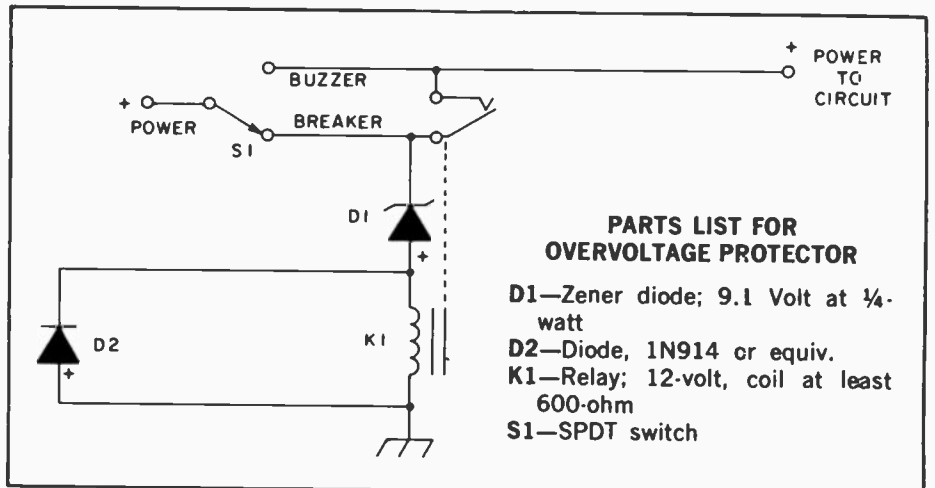 BUZZER
+
POWER
TO
CIRCUIT
+
POWER
BREAKER
S1
D1
+
D2
+
K1
PARTS LIST FOR
OVERVOLTAGE PROTECTOR
D1—Zener diode; 9.1 Volt at ¼-
watt
D2—Diode, 1N914 or equiv.
K1—Relay; 12-volt, coil at least
600-ohm
S1—SPDT switch